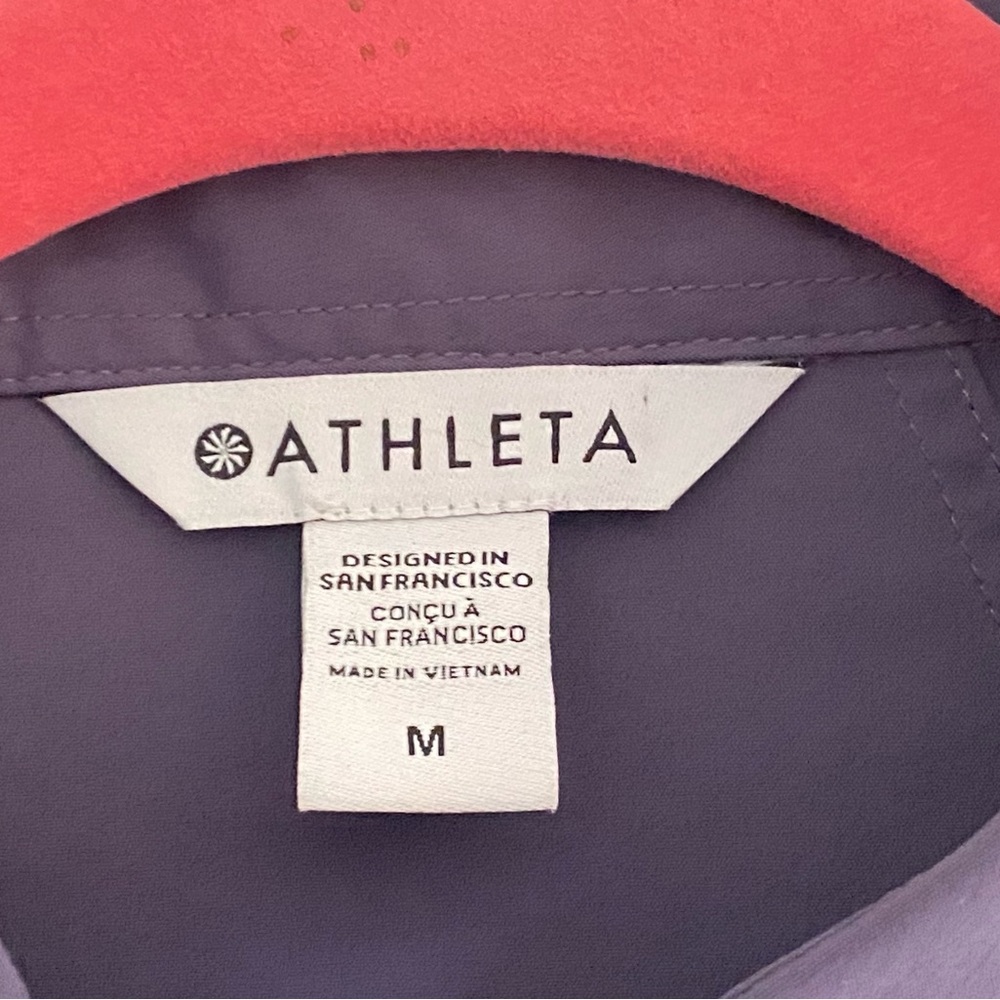 ATHLETA
DESIGNED IN
SAN FRANCISCO
CONÇU À
SAN FRANCISCO
MADE IN VIETNAM
M